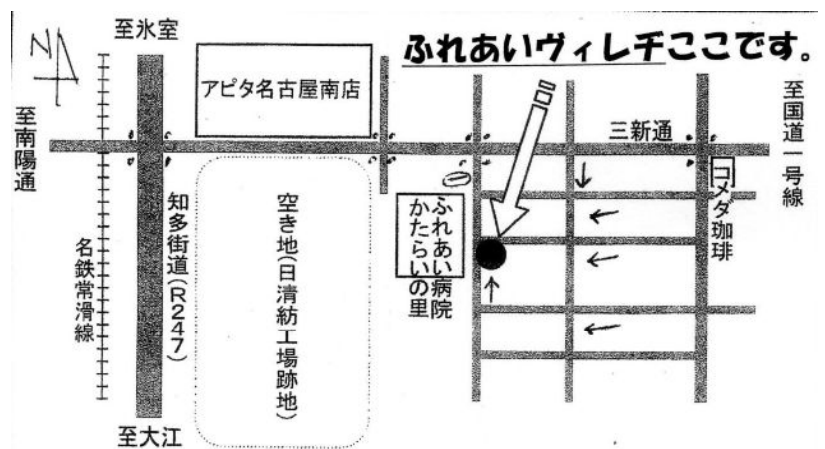 至氷室
ふれあいヴィレヂここです。
アピタ名古屋南店
至南陽通
三新通
至国道一号線
コメダ珈琲
知多街道(R247)
名鉄常滑線
空き地(日清紡工場跡地)
ふれあい病院
かたらいの里
至大江